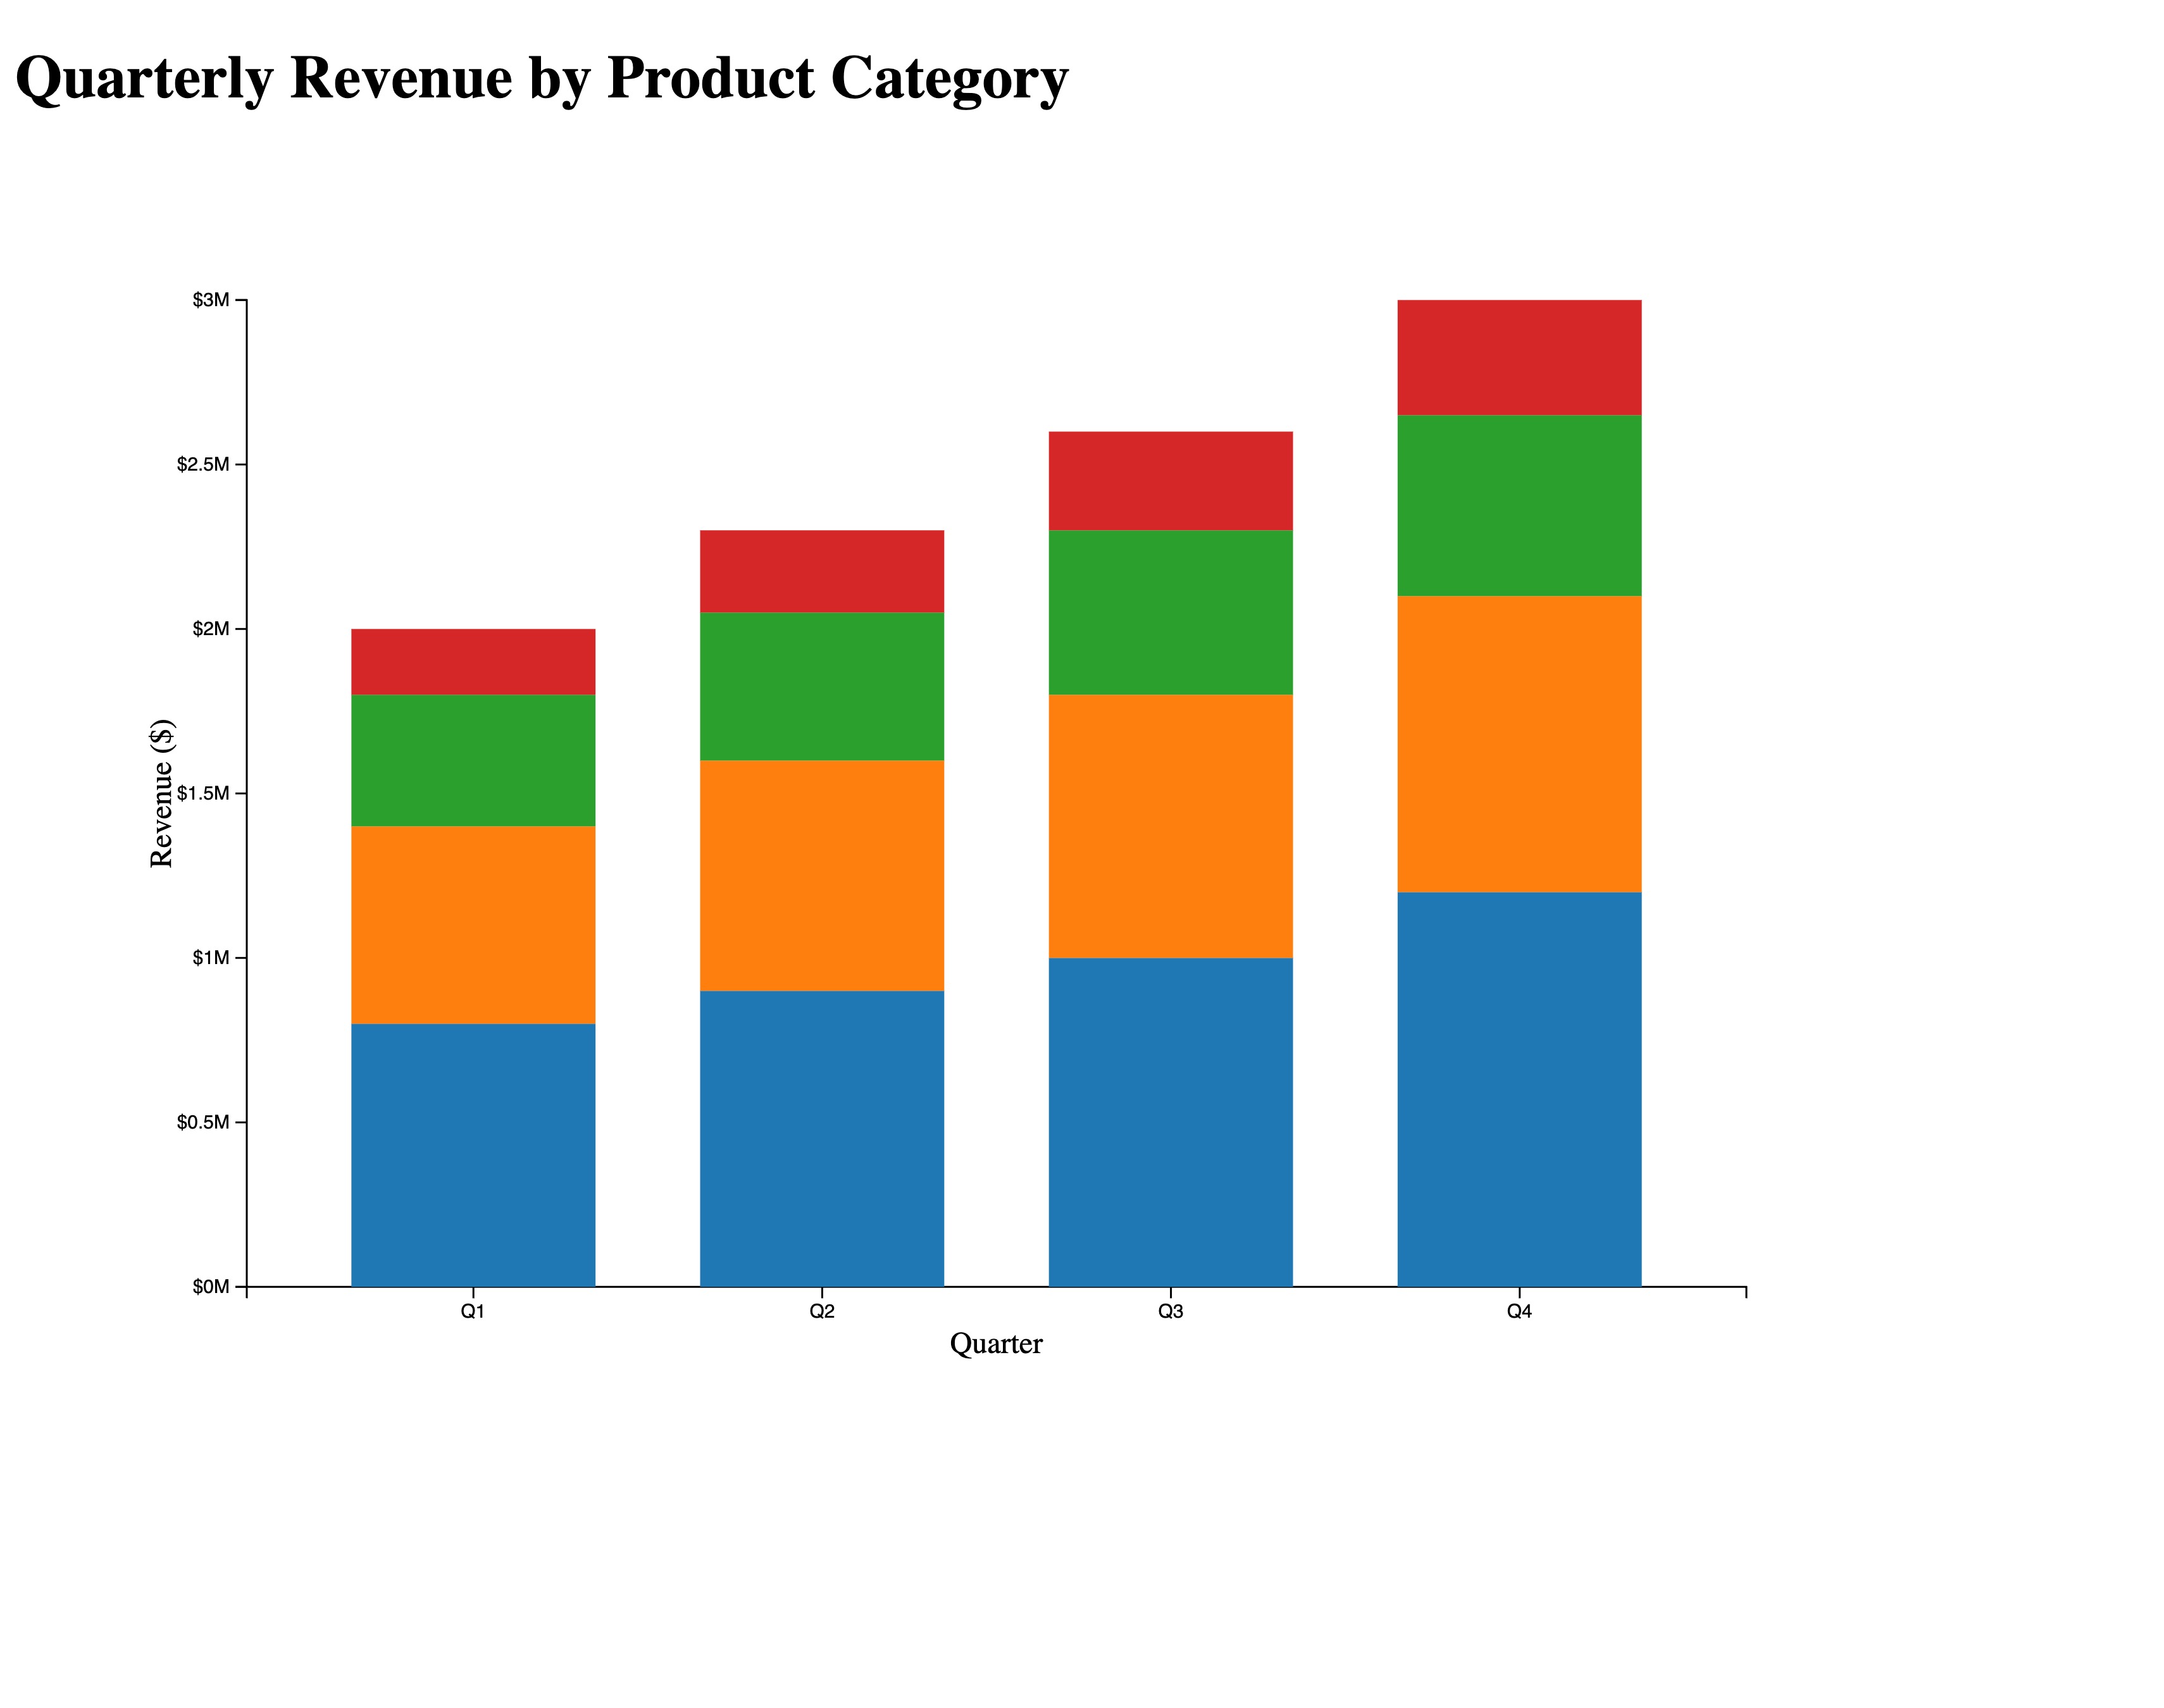 Quarterly Revenue by Product Category
$3M
$2.5M
$2M
$1.5M
$1M
$0.5M
$0M
Revenue ($)
Q1 Q2 Q3 Q4
Quarter